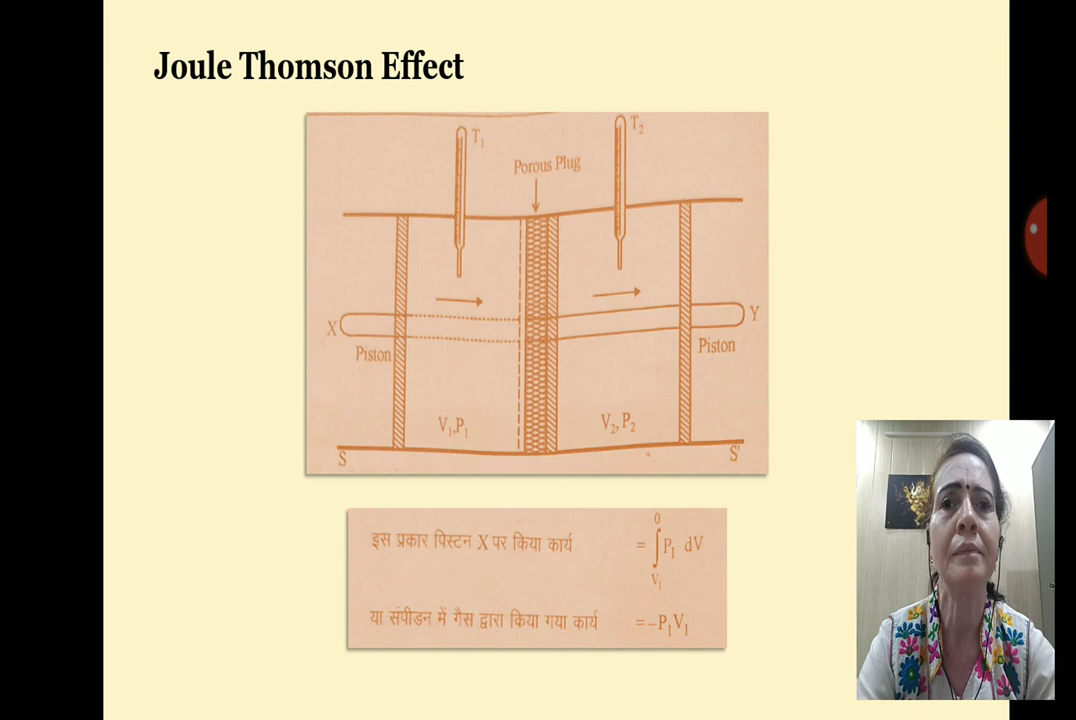 Joule Thomson Effect
T₁
T₂
Porous Plug
X
Y
Piston
Piston
V₁,P₁
V₂, P₂
S
S'
इस प्रकार पिस्टन X पर किया कार्य = ∫ P₁ dV
0
V₁
या संपीडन में गैस द्वारा किया गया कार्य =–P₁V₁